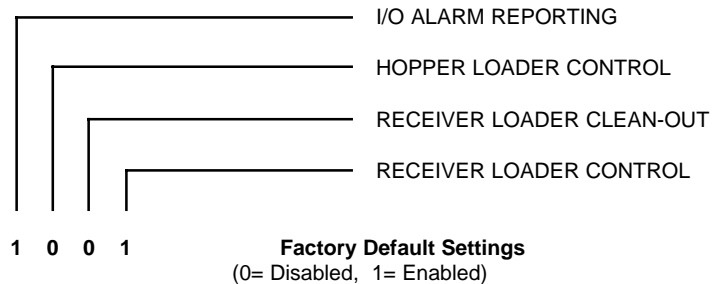 I/O ALARM REPORTING
HOPPER LOADER CONTROL
RECEIVER LOADER CLEAN-OUT
RECEIVER LOADER CONTROL
1 0 0 1 Factory Default Settings
(0= Disabled, 1= Enabled)